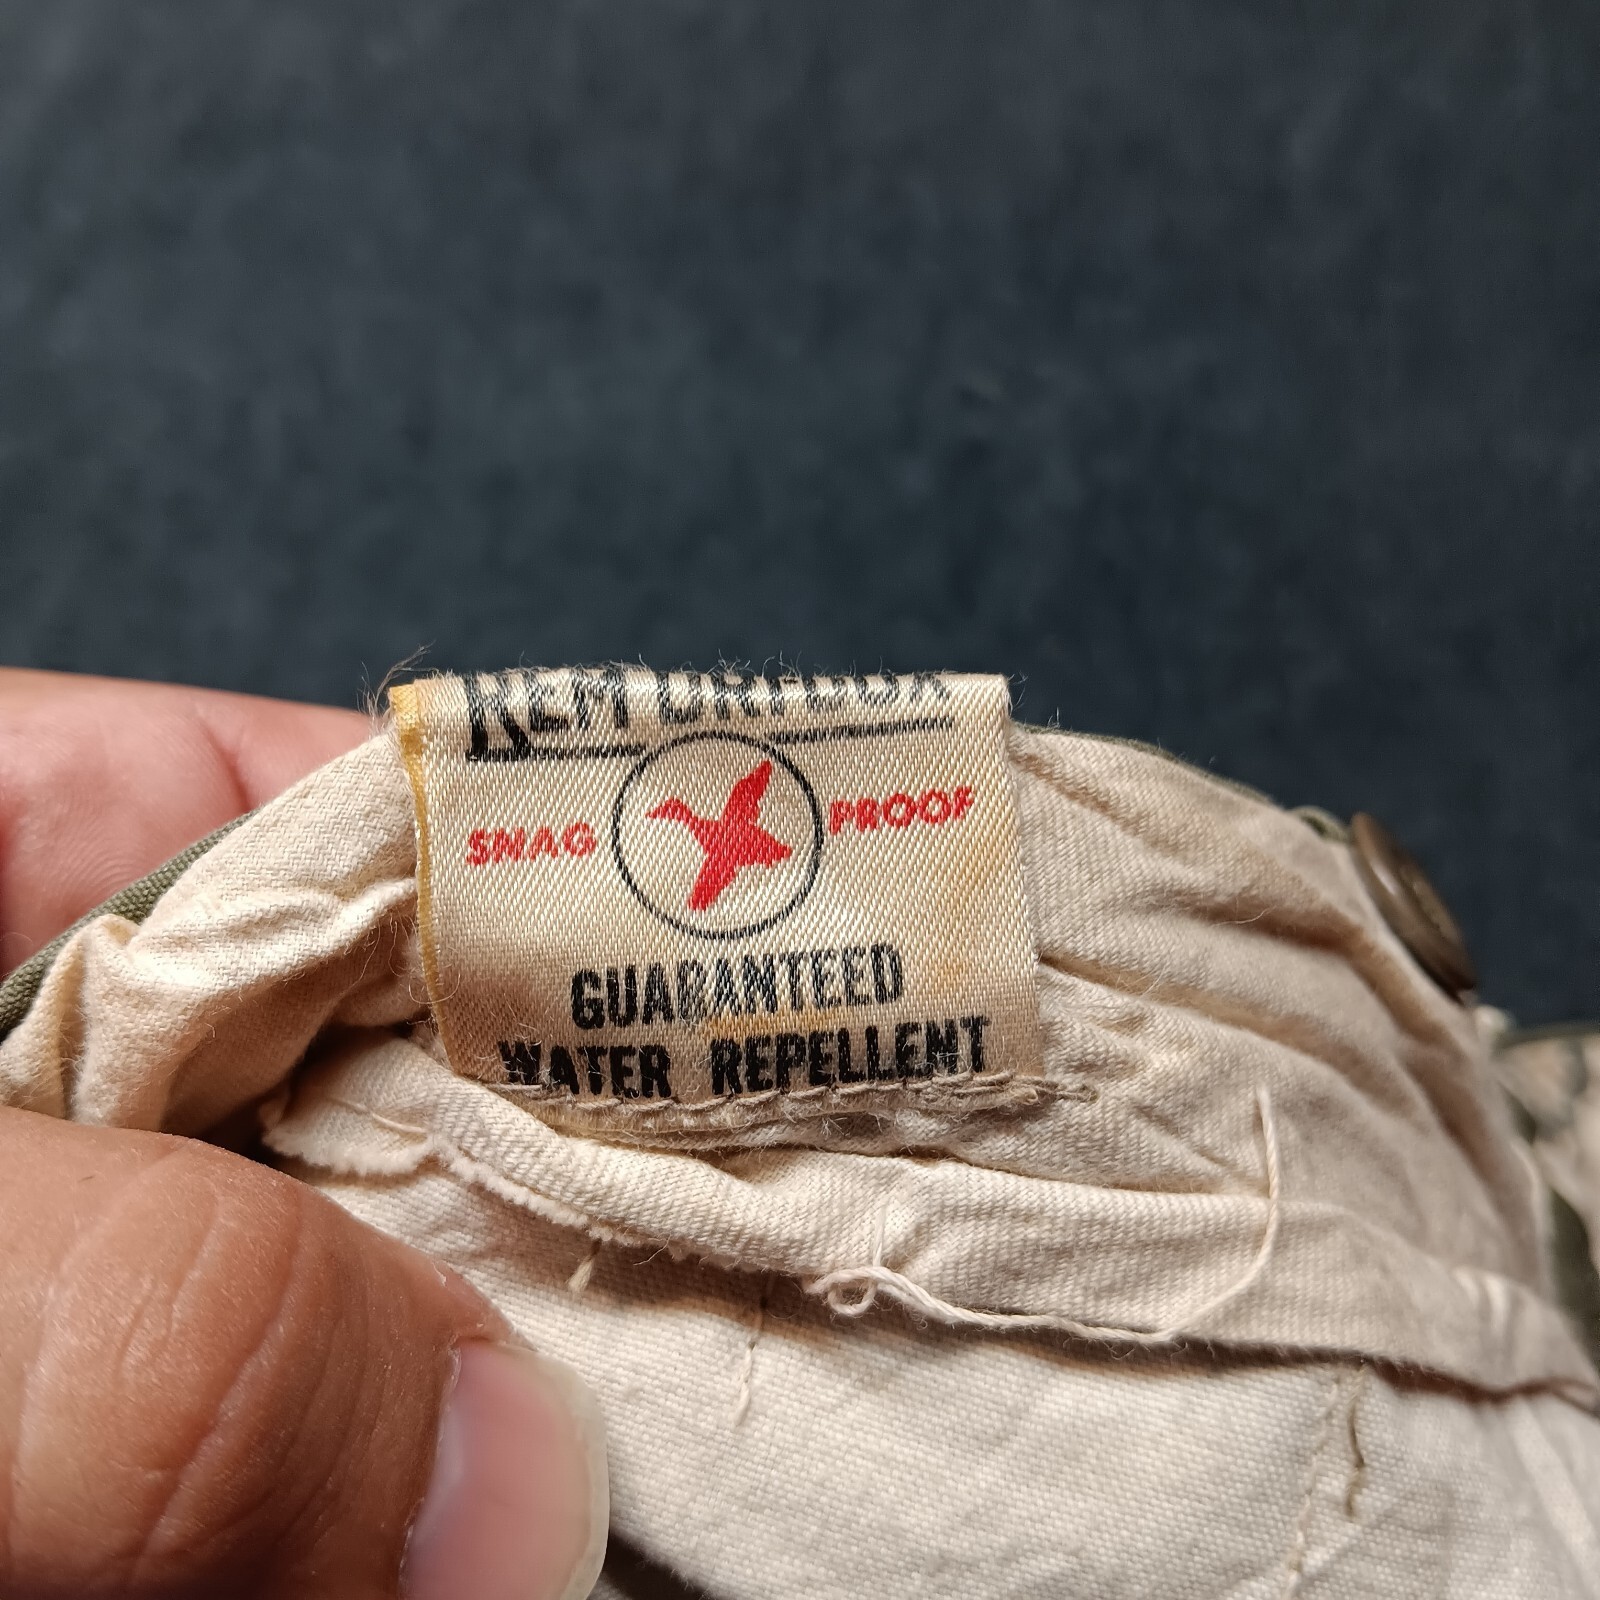 SNAG PROOF
GUARANTEED
WATER REPELLENT